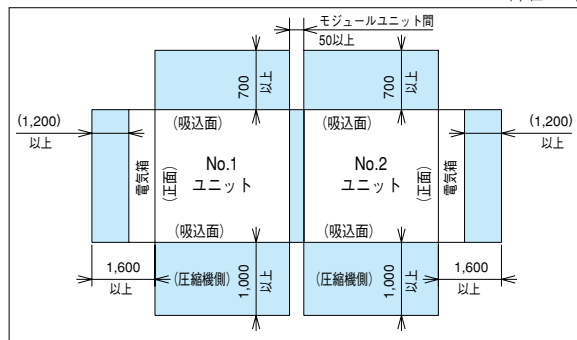 モジュールユニット間
50以上
700
以上
700
以上
(1,200)
以上
(1,200)
以上
(吸込面)
(吸込面)
電気箱
(正面)
No.1
ユニット
No.2
ユニット
(正面)
電気箱
(吸込面)
(吸込面)
1,600
以上
(圧縮機側)
1,000
以上
(圧縮機側)
1,000
以上
1,600
以上